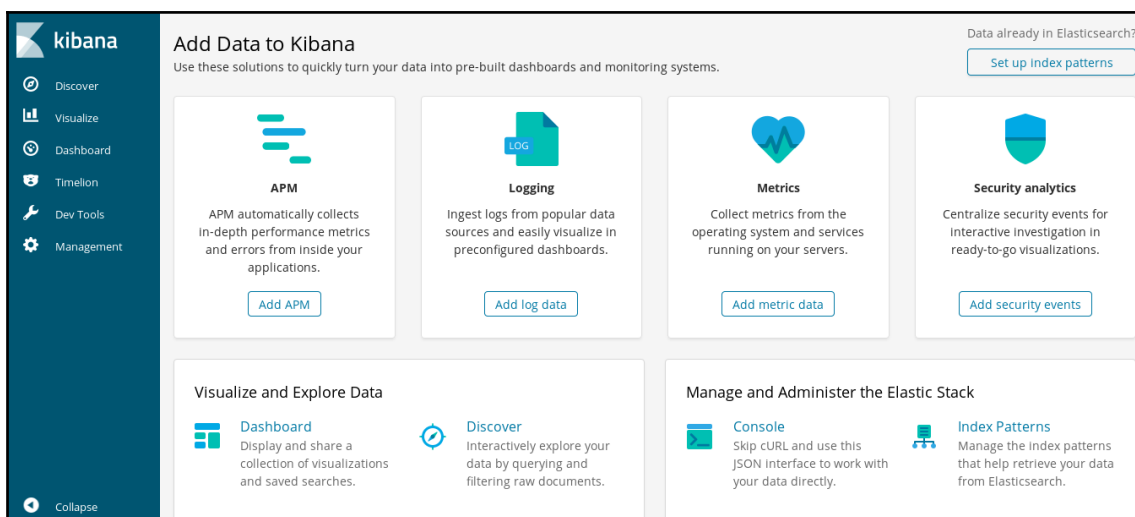 kibana
Discover
Visualize
Dashboard
Timelion
Dev Tools
Management
Collapse
Add Data to Kibana
Use these solutions to quickly turn your data into pre-built dashboards and monitoring systems.
Data already in Elasticsearch?
Set up index patterns
APM
APM automatically collects
in-depth performance metrics
and errors from inside your
applications.
Add APM
LOG
Logging
Ingest logs from popular data
sources and easily visualize in
preconfigured dashboards.
Add log data
Metrics
Collect metrics from the
operating system and services
running on your servers.
Add metric data
Security analytics
Centralize security events for
interactive investigation in
ready-to-go visualizations.
Add security events
Visualize and Explore Data
Dashboard
Display and share a
collection of visualizations
and saved searches.
Discover
Interactively explore your
data by querying and
filtering raw documents.
Manage and Administer the Elastic Stack
Console
Skip cURL and use this
JSON interface to work with
your data directly.
Index Patterns
Manage the index patterns
that help retrieve your data
from Elasticsearch.